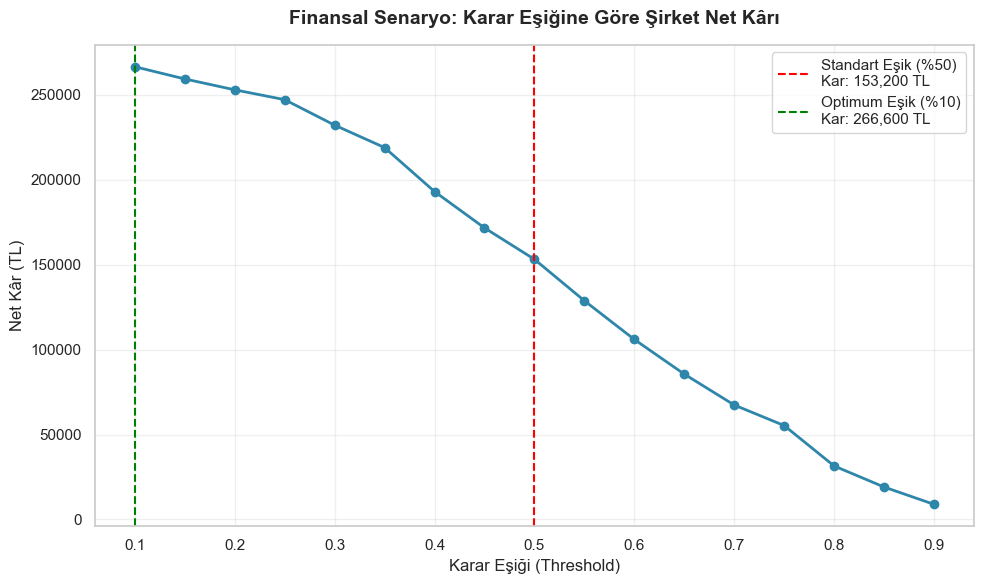 Finansal Senaryo: Karar Eşiğine Göre Şirket Net Kârı
Standart Eşik (%50)
Kar: 153,200 TL
Optimum Eşik (%10)
Kar: 266,600 TL
Net Kâr (TL)
250000
200000
150000
100000
50000
0
0.1
0.2
0.3
0.4
0.5
0.6
0.7
0.8
0.9
Karar Eşiği (Threshold)